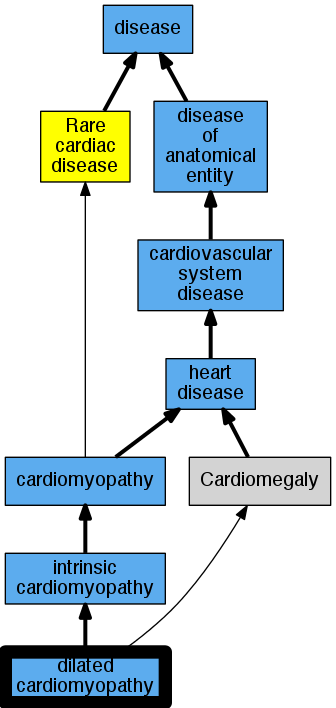 disease
Rare
cardiac
disease
disease
of
anatomical
entity
cardiovascular
system
disease
heart
disease
cardiomyopathy
Cardiomegaly
intrinsic
cardiomyopathy
dilated
cardiomyopathy